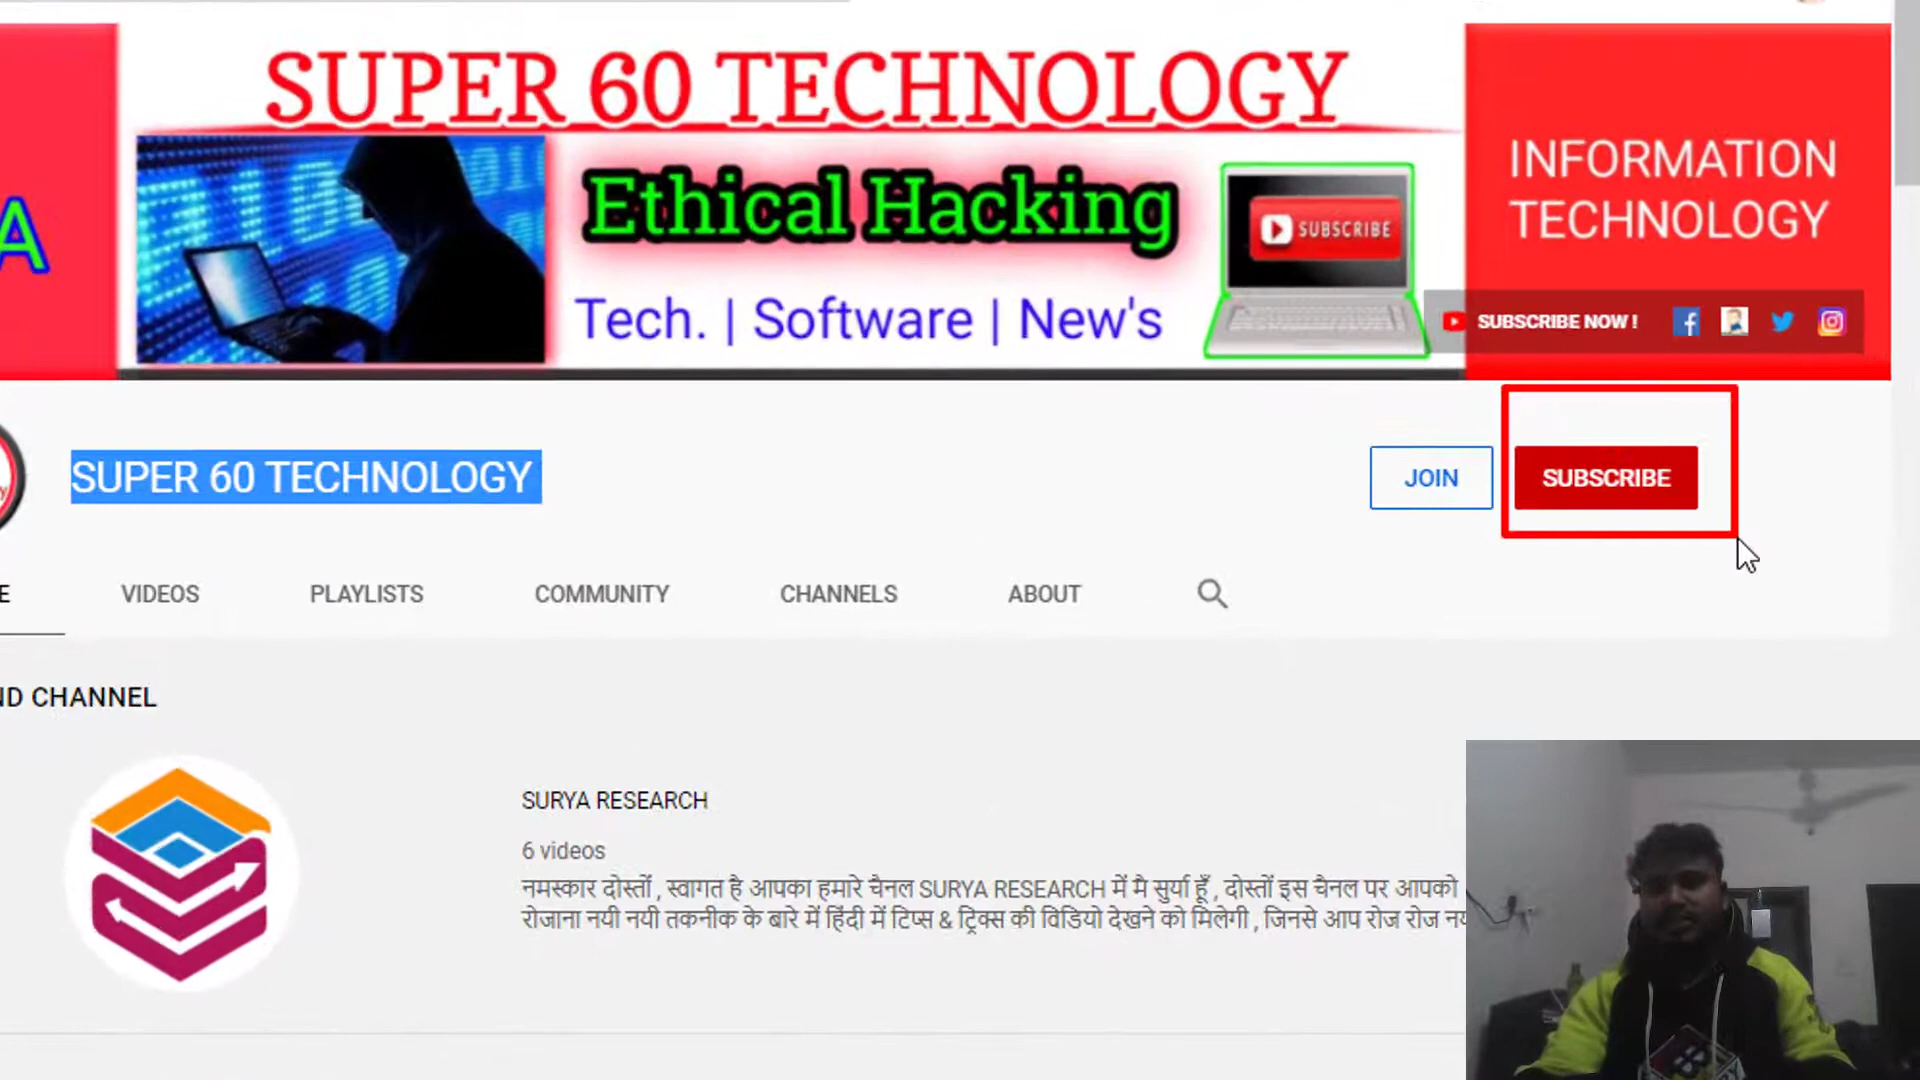 SUPER 60 TECHNOLOGY
Ethical Hacking
Tech. | Software | New's
SUBSCRIBE
INFORMATION
TECHNOLOGY
SUBSCRIBE NOW !
A
SUPER 60 TECHNOLOGY
JOIN
SUBSCRIBE
E
VIDEOS
PLAYLISTS
COMMUNITY
CHANNELS
ABOUT
ND CHANNEL
SURYA RESEARCH
6 videos
नमस्कार दोस्तों , स्वागत है आपका हमारे चैनल SURYA RESEARCH में मै सुर्या हूँ , दोस्तों इस चैनल पर आपको
रोजाना नयी नयी तकनीक के बारे में हिंदी में टिप्स & ट्रिक्स की विडियो देखने को मिलेगी , जिनसे आप रोज रोज